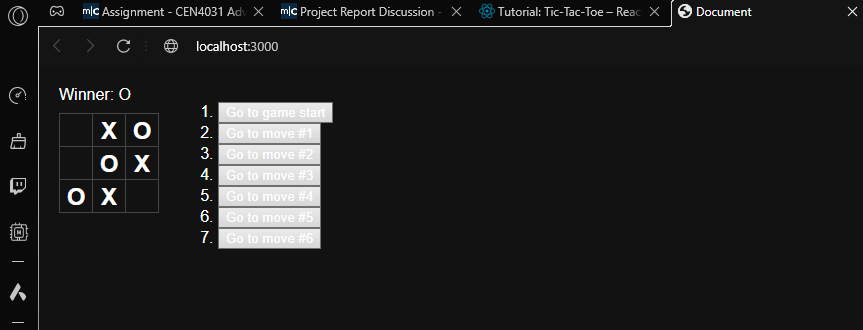 m|c Assignment - CEN4031 Adv
m|c Project Report Discussion -
Tutorial: Tic-Tac-Toe – Reac
Document
localhost:3000
Winner: O
X O
O X
O X
1. Go to game start
2. Go to move #1
3. Go to move #2
4. Go to move #3
5. Go to move #4
6. Go to move #5
7. Go to move #6